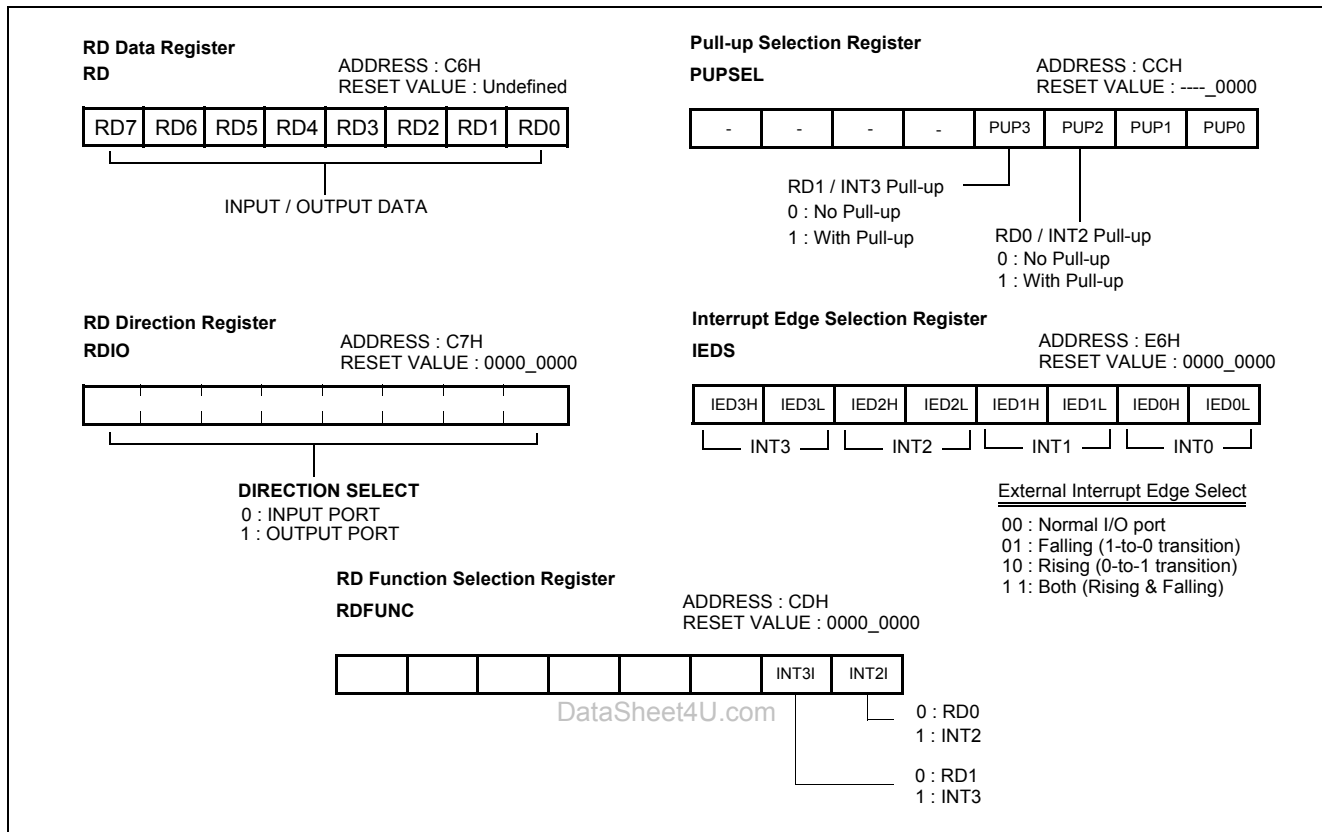 RD Data Register
RD
ADDRESS : C6H
RESET VALUE : Undefined
RD7 RD6 RD5 RD4 RD3 RD2 RD1 RD0
INPUT / OUTPUT DATA
Pull-up Selection Register
PUPSEL
ADDRESS : CCH
RESET VALUE : ----_0000
- - - - PUP3 PUP2 PUP1 PUP0
RD1 / INT3 Pull-up
0 : No Pull-up
1 : With Pull-up
RD0 / INT2 Pull-up
0 : No Pull-up
1 : With Pull-up
RD Direction Register
RDIO
ADDRESS : C7H
RESET VALUE : 0000_0000
DIRECTION SELECT
0 : INPUT PORT
1 : OUTPUT PORT
Interrupt Edge Selection Register
IEDS
ADDRESS : E6H
RESET VALUE : 0000_0000
IED3H IED3L IED2H IED2L IED1H IED1L IED0H IED0L
INT3 INT2 INT1 INT0
External Interrupt Edge Select
00 : Normal I/O port
01 : Falling (1-to-0 transition)
10 : Rising (0-to-1 transition)
1 1: Both (Rising & Falling)
RD Function Selection Register
RDFUNC
ADDRESS : CDH
RESET VALUE : 0000_0000
INT3I INT2I
DataSheet4U.com
0 : RD0
1 : INT2
0 : RD1
1 : INT3